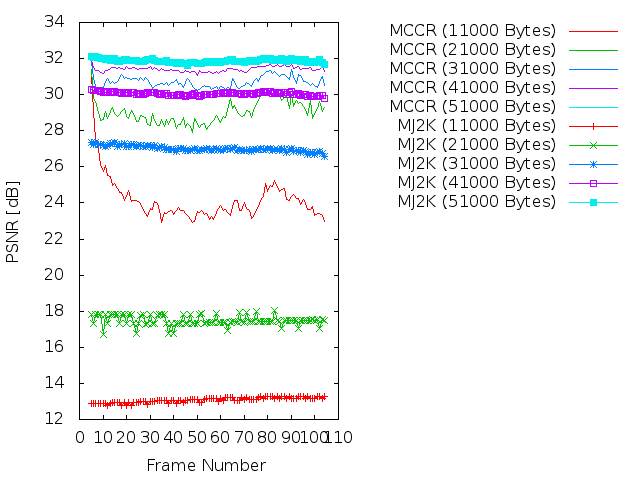 34
32
30
28
26
24
22
20
18
16
14
12
PSNR [dB]
0 10 20 30 40 50 60 70 80 90 100 110
Frame Number
MCCR (11000 Bytes)
MCCR (21000 Bytes)
MCCR (31000 Bytes)
MCCR (41000 Bytes)
MCCR (51000 Bytes)
MJ2K (11000 Bytes)
MJ2K (21000 Bytes)
MJ2K (31000 Bytes)
MJ2K (41000 Bytes)
MJ2K (51000 Bytes)